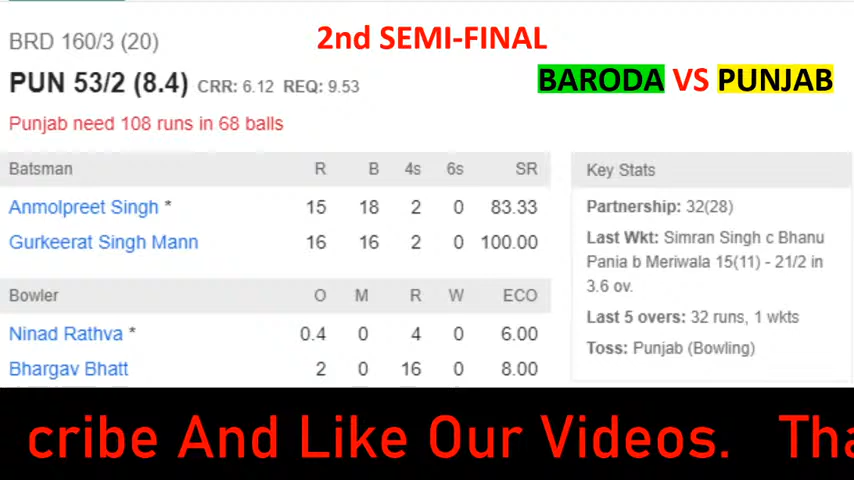 BRD 160/3 (20)
2nd SEMI-FINAL
PUN 53/2 (8.4) CRR: 6.12 REQ: 9.53
BARODA VS PUNJAB
Punjab need 108 runs in 68 balls
Batsman R B 4s 6s SR
Anmolpreet Singh * 15 18 2 0 83.33
Gurkeerat Singh Mann 16 16 2 0 100.00
Bowler O M R W ECO
Ninad Rathva * 0.4 0 4 0 6.00
Bhargav Bhatt 2 0 16 0 8.00
Key Stats
Partnership: 32(28)
Last Wkt: Simran Singh c Bhanu
Pania b Meriwala 15(11) - 21/2 in
3.6 ov.
Last 5 overs: 32 runs, 1 wkts
Toss: Punjab (Bowling)
cribe And Like Our Videos. Tha